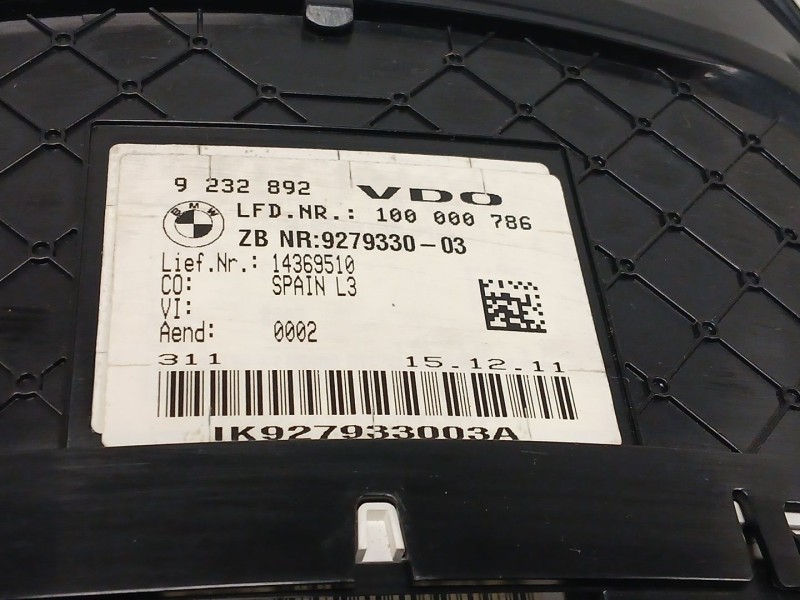 9 232 892 VDO
BMW
LFD.NR.: 100 000 786
ZB NR:9279330-03
Lief.Nr.: 14369510
CO: SPAIN L3
VI:
Aend: 0002
311 15.12.11
IK927933003A